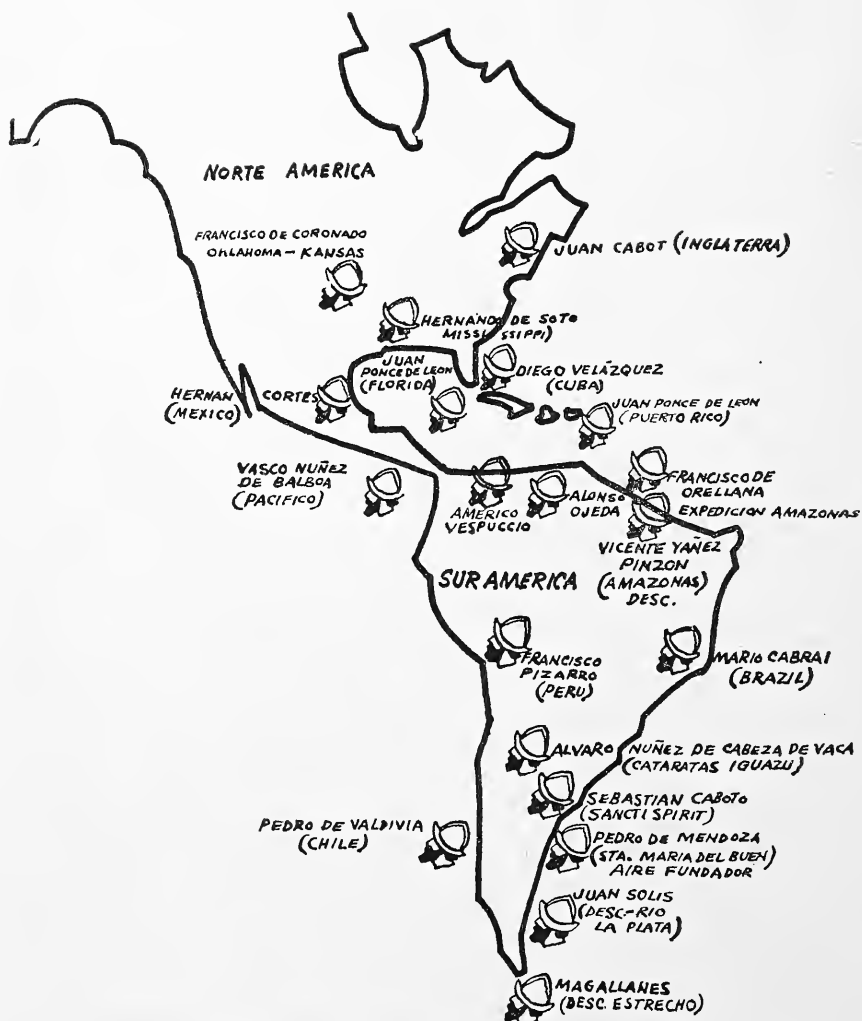 NORTE AMERICA
FRANCISCO DE CORONADO
OKLAHOMA - KANSAS
JUAN CABOT (INGLATERRA)
HERNANDO DE SOTO
MISSISSIPPI)
JUAN
PONCE DE LEON
(FLORIDA)
DIEGO VELÁZQUEZ
(CUBA)
HERNAN CORTES
(MEXICO)
JUAN PONCE DE LEON
(PUERTO RICO)
VASCO NUÑEZ
DE BALBOA
(PACIFICO)
AMÉRICO
VESPUCCIO
ALONSO
OJEDA
FRANCISCO DE
ORELLANA
EXPEDICION AMAZONAS
VICENTE YAÑEZ
PINZON
(AMAZONAS)
DESC.
SUR AMERICA
FRANCISCO
PIZARRO
(PERU)
MARIO CABRAI
(BRAZIL)
ALVARO NUÑEZ DE CABEZA DE VACA
(CATARATAS IGUAZU)
SEBASTIAN CABOTO
(SANCTI SPIRIT)
PEDRO DE VALDIVIA
(CHILE)
PEDRO DE MENDOZA
(STA. MARIA DEL BUEN)
AIRE FUNDADOR
JUAN SOLIS
(DESC.-RIO
LA PLATA)
MAGALLANES
(DESC. ESTRECHO)